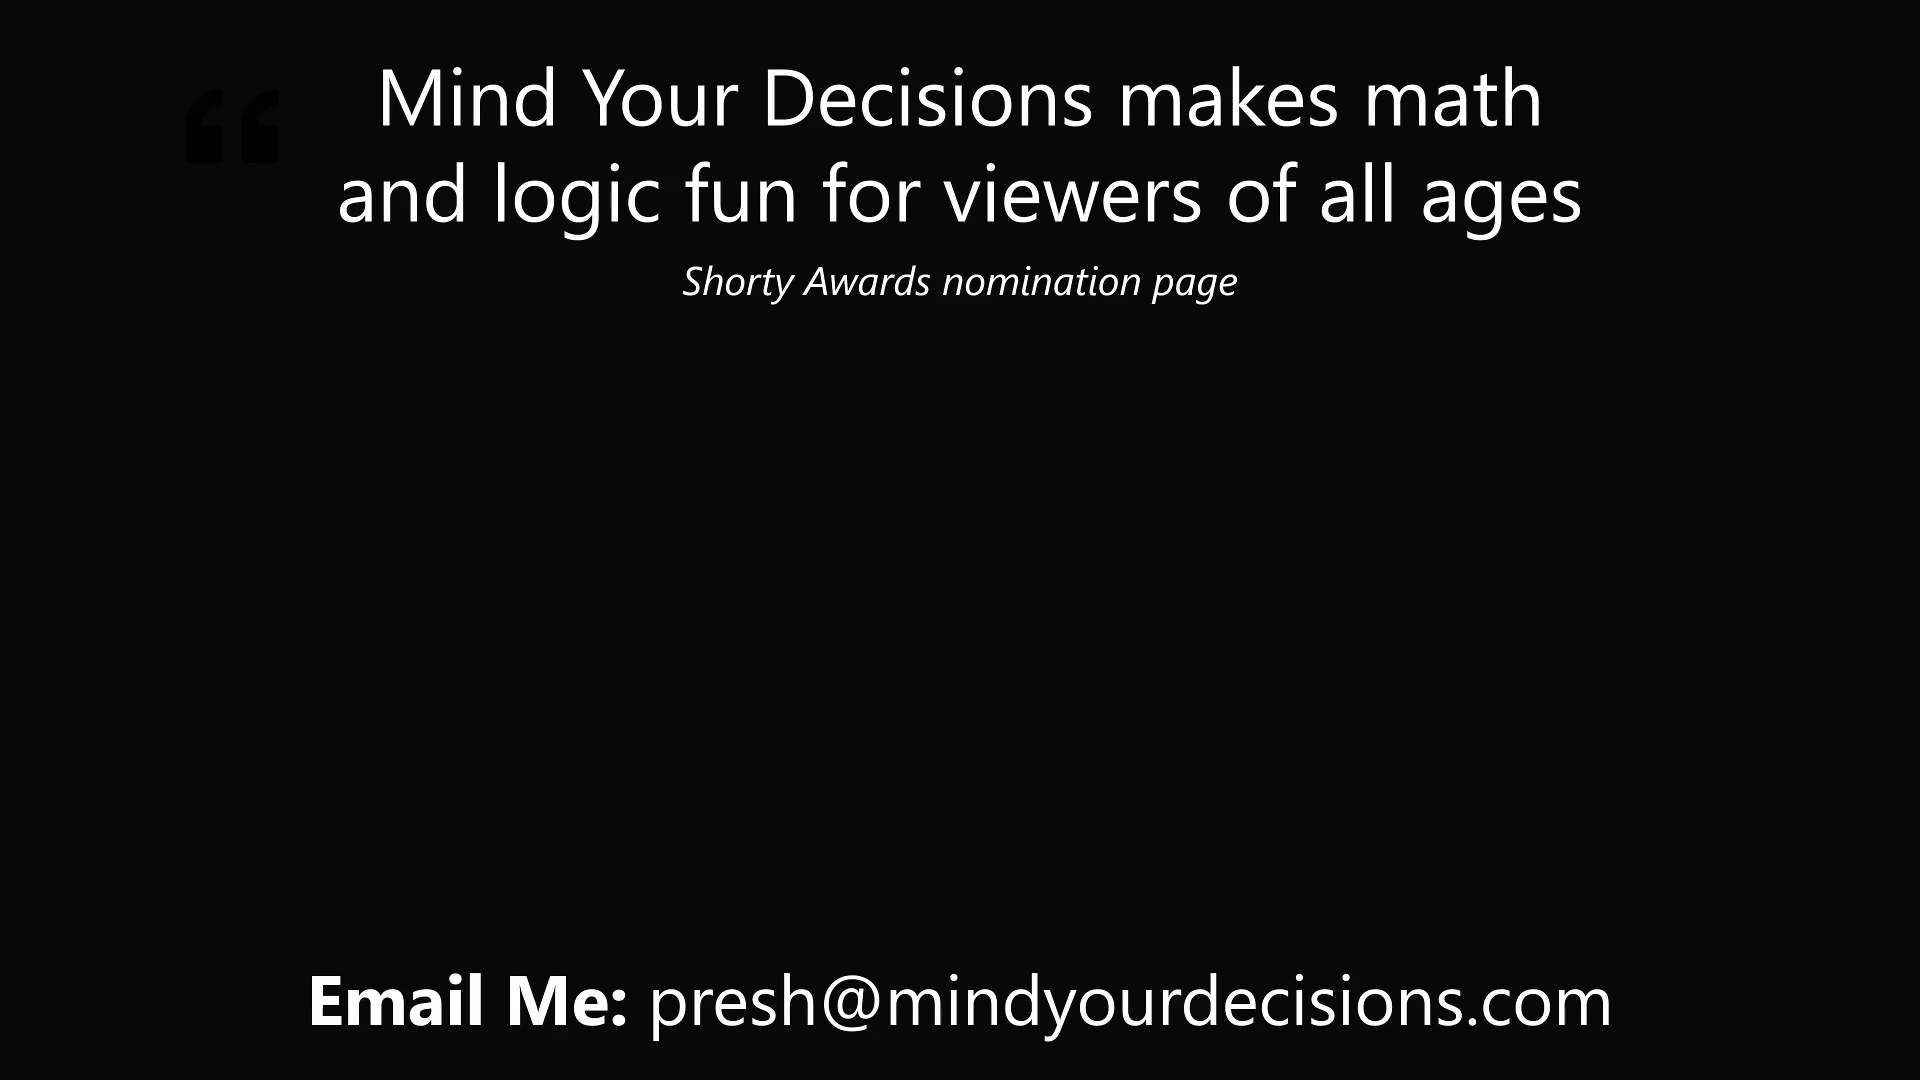 “ Mind Your Decisions makes math
and logic fun for viewers of all ages
Shorty Awards nomination page
Email Me: presh@mindyourdecisions.com